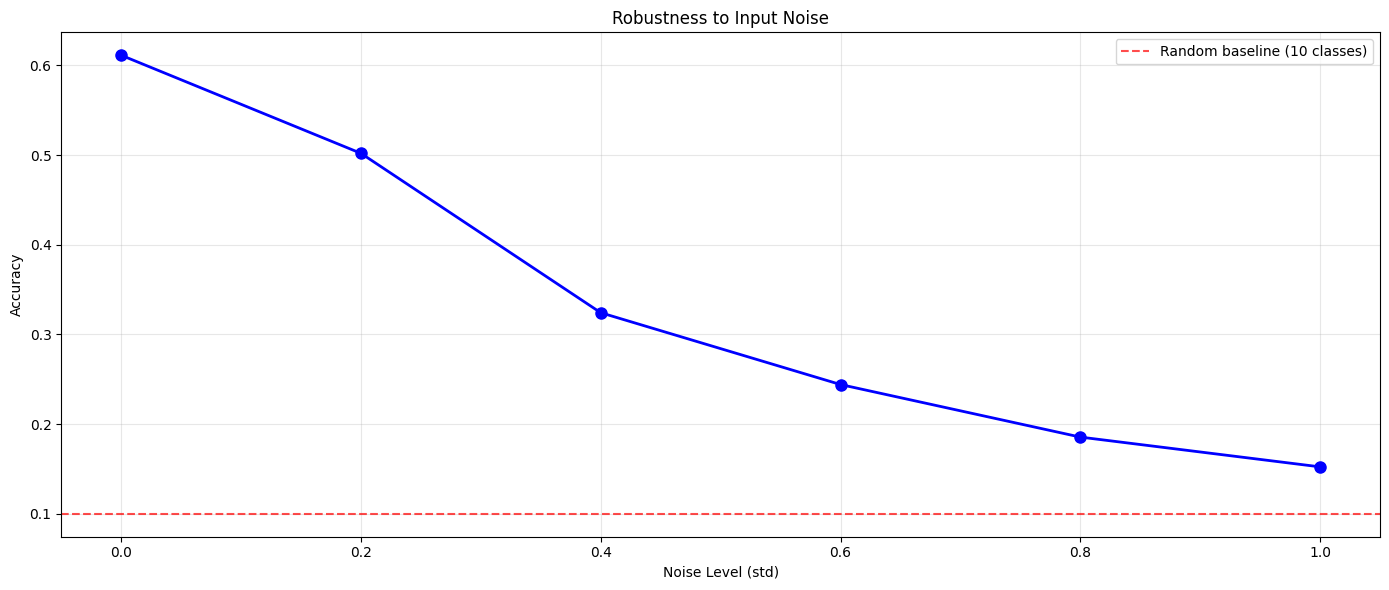 Robustness to Input Noise
Random baseline (10 classes)
Accuracy
0.6
0.5
0.4
0.3
0.2
0.1
0.0 0.2 0.4 0.6 0.8 1.0
Noise Level (std)